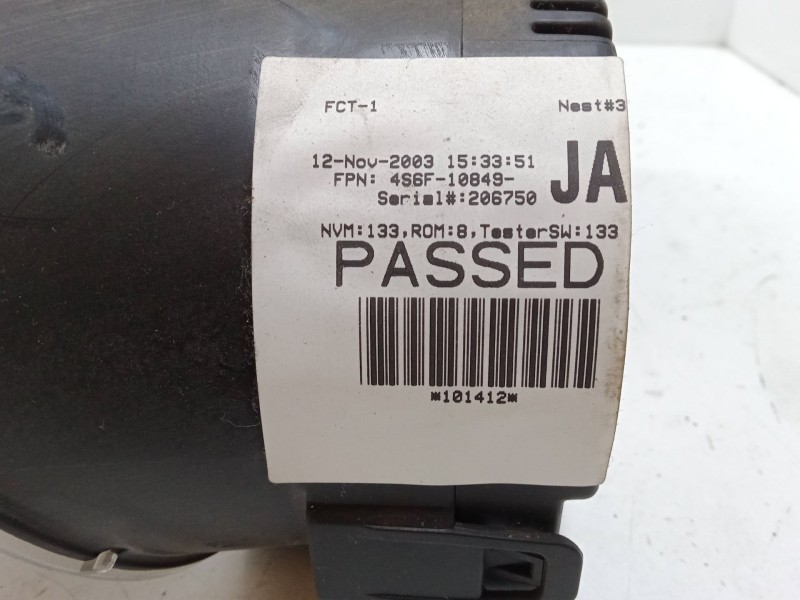 FCT-1 Nest#3
12-Nov-2003 15:33:51
FPN: 4S6F-10849- JA
Serial#:206750
NVM:133,ROM:8,TesterSW:133
PASSED
*101412*